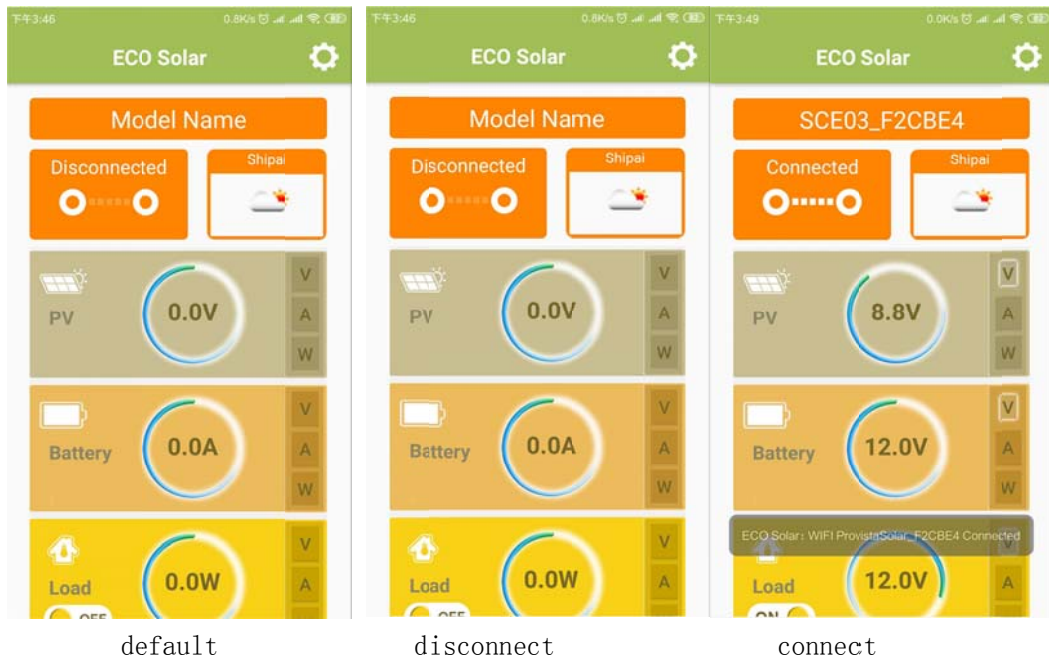 下午3:46 0.8K/s
ECO Solar
Model Name
Disconnected
Shipai
PV
0.0V
V
A
W
Battery
0.0A
V
A
W
Load
0.0W
V
A
OFF
default
下午3:46 0.8K/s
ECO Solar
Model Name
Disconnected
Shipai
PV
0.0V
V
A
W
Battery
0.0A
V
A
W
Load
0.0W
V
A
OFF
disconnect
下午3:49 0.0K/s
ECO Solar
SCE03_F2CBE4
Connected
Shipai
PV
8.8V
V
A
W
Battery
12.0V
V
A
W
ECO Solar: WIFI ProvistaSolar_F2CBE4 Connected
Load
12.0V
V
A
ON
connect